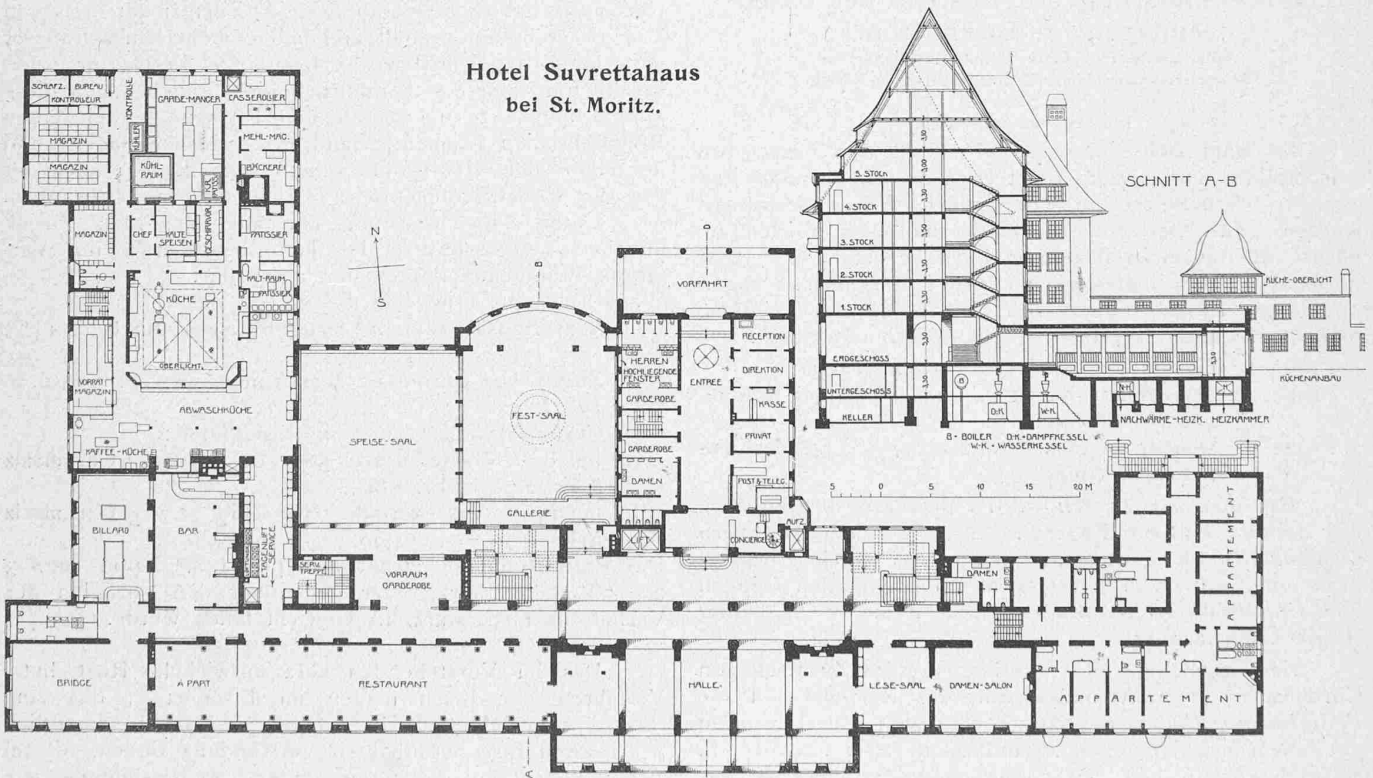 Hotel Suvrettahaus
bei St. Moritz.
SCHLAFZ. BUREAU
KONTROLLEUR
KONTROLLE
MAGAZIN
MAGAZIN
KÜHLER
KÜHL-
RAUM
GARDE-MANGER
CASSEROLIER
MEHL-MAG.
BÄCKEREI
MAGAZIN
CHEF
KALTE
SPEISEN
GESCHIRRVOR.
PATISSIER
KALT-RAUM
PATISSIER
KÜCHE
OBERLICHT
VORRAT
MAGAZIN
ABWASCHKÜCHE
KAFFEE-KÜCHE
BILLARD
BAR
ETAGENLIFT
SERVICE
BRIDGE
A PART
RESTAURANT
N
S
B
SPEISE-SAAL
FEST-SAAL
GALLERIE
SERV.
TREPPE
VORRAUM
GARDEROBE
VORFAHRT
HERREN
HOCHLIEGENDE
FENSTER
GARDEROBE
GARDEROBE
DAMEN
ENTREE
RECEPTION
DIREKTION
KASSE
PRIVAT
POST & TELEG.
CONCIERGE
AUFZ.
LIFT
HALLE
LESE-SAAL
DAMEN-SALON
DAMEN
APPARTEMENT
APPARTEMENT
A
5 0 5 10 15 20 M
SCHNITT A-B
5. STOCK
4. STOCK
3. STOCK
2. STOCK
1. STOCK
ERDGESCHOSS
UNTERGESCHOSS
KELLER
B
D.K.
W.K.
N-H
H.
KÜCHE-OBERLICHT
KÜCHENANBAU
NACHWÄRME-HEIZK. HEIZKAMMER
B - BOILER D.K. = DAMPFKESSEL
W.K. = WASSERKESSEL